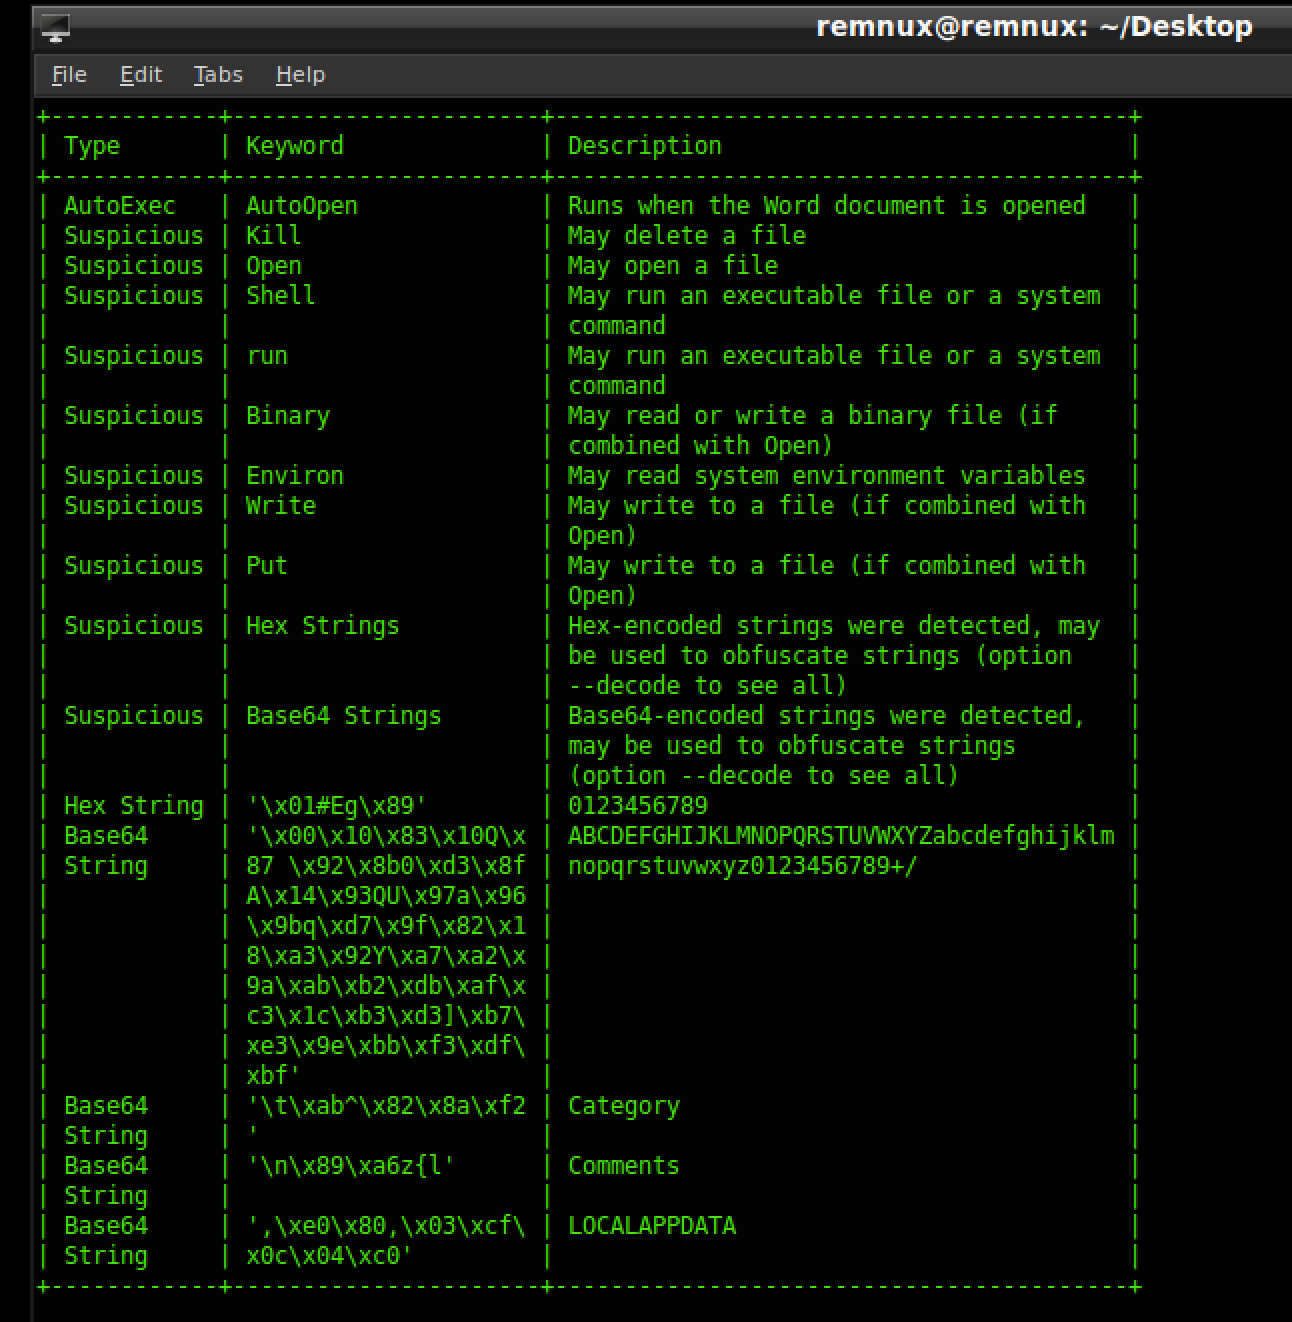 remnux@remnux: ~/Desktop
File Edit Tabs Help
+------------+----------------------+-----------------------------------------+
| Type       | Keyword              | Description                             |
+------------+----------------------+-----------------------------------------+
| AutoExec   | AutoOpen             | Runs when the Word document is opened   |
| Suspicious | Kill                 | May delete a file                       |
| Suspicious | Open                 | May open a file                         |
| Suspicious | Shell                | May run an executable file or a system  |
|            |                      | command                                 |
| Suspicious | run                  | May run an executable file or a system  |
|            |                      | command                                 |
| Suspicious | Binary               | May read or write a binary file (if     |
|            |                      | combined with Open)                     |
| Suspicious | Environ              | May read system environment variables   |
| Suspicious | Write                | May write to a file (if combined with   |
|            |                      | Open)                                   |
| Suspicious | Put                  | May write to a file (if combined with   |
|            |                      | Open)                                   |
| Suspicious | Hex Strings          | Hex-encoded strings were detected, may  |
|            |                      | be used to obfuscate strings (option    |
|            |                      | --decode to see all)                    |
| Suspicious | Base64 Strings       | Base64-encoded strings were detected,   |
|            |                      | may be used to obfuscate strings        |
|            |                      | (option --decode to see all)            |
| Hex String | '\x01#Eg\x89'        | 0123456789                              |
| Base64     | '\x00\x10\x83\x10Q\x | ABCDEFGHIJKLMNOPQRSTUVWXYZabcdefghijklm |
| String     | 87 \x92\x8b0\xd3\x8f | nopqrstuvwxyz0123456789+/               |
|            | A\x14\x93QU\x97a\x96 |                                         |
|            | \x9bq\xd7\x9f\x82\x1 |                                         |
|            | 8\xa3\x92Y\xa7\xa2\x |                                         |
|            | 9a\xab\xb2\xdb\xaf\x |                                         |
|            | c3\x1c\xb3\xd3]\xb7\ |                                         |
|            | xe3\x9e\xbb\xf3\xdf\ |                                         |
|            | xbf'                 |                                         |
| Base64     | '\t\xab^\x82\x8a\xf2 | Category                                |
| String     | '                    |                                         |
| Base64     | '\n\x89\xa6z{l'      | Comments                                |
| String     |                      |                                         |
| Base64     | ',\xe0\x80,\x03\xcf\ | LOCALAPPDATA                            |
| String     | x0c\x04\xc0'         |                                         |
+------------+----------------------+-----------------------------------------+